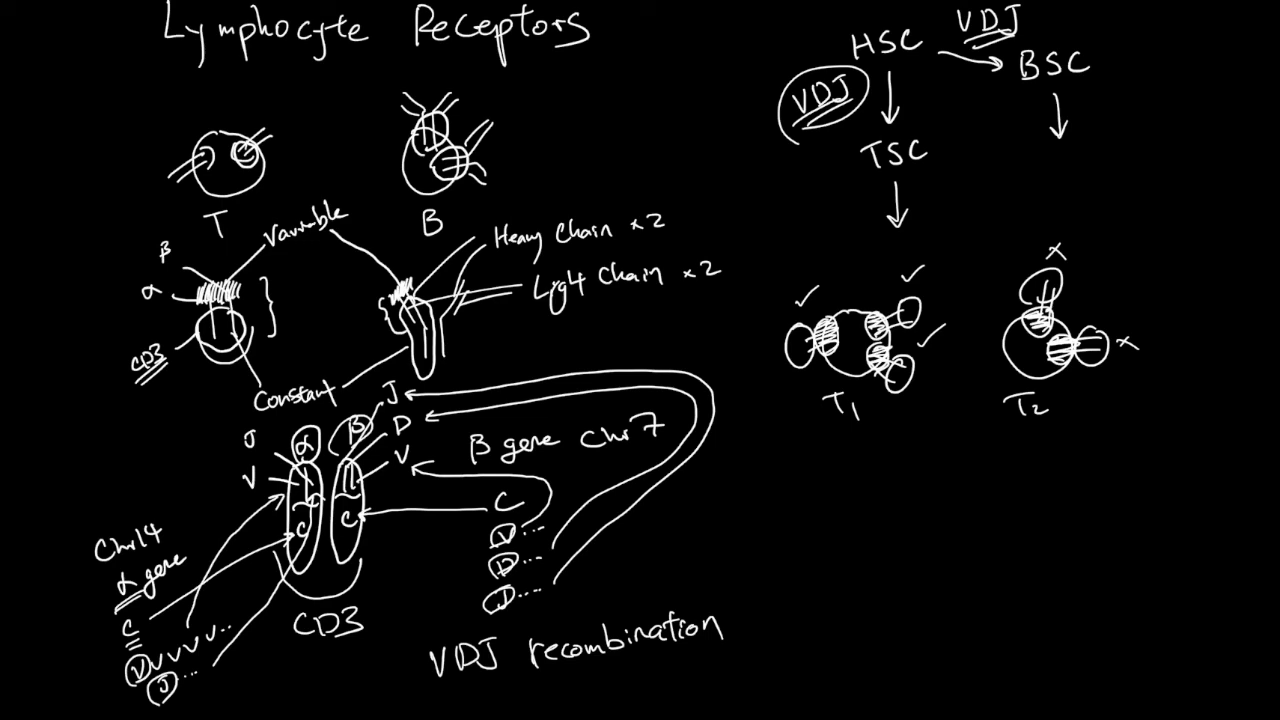 Lymphocyte Receptors
VDJ
HSC
BSC
VDJ
TSC
T
B
Variable
Heavy Chain x2
Light Chain x2
β
α
CD3
Constant
J
D
V
J
α
β
V
C
C
C
β gene Chr 7
C
V ...
D ...
J ....
Chr14
α gene
C
V V V V V ..
J ...
CD3
VDJ recombination
✓
✓
✓
T1
x
x
T2